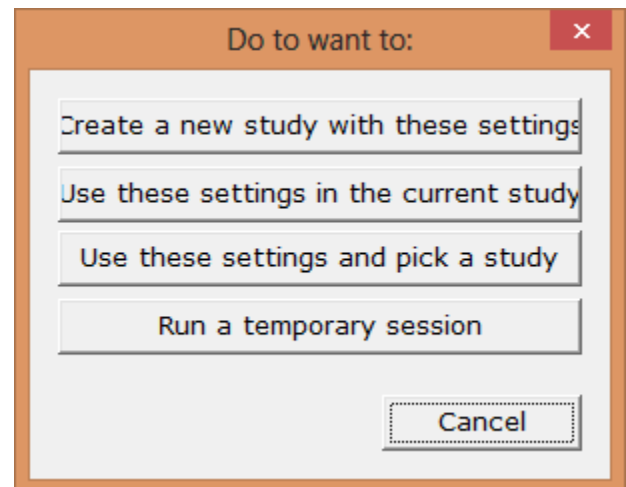 Do to want to:
Create a new study with these settings
Use these settings in the current study
Use these settings and pick a study
Run a temporary session
Cancel